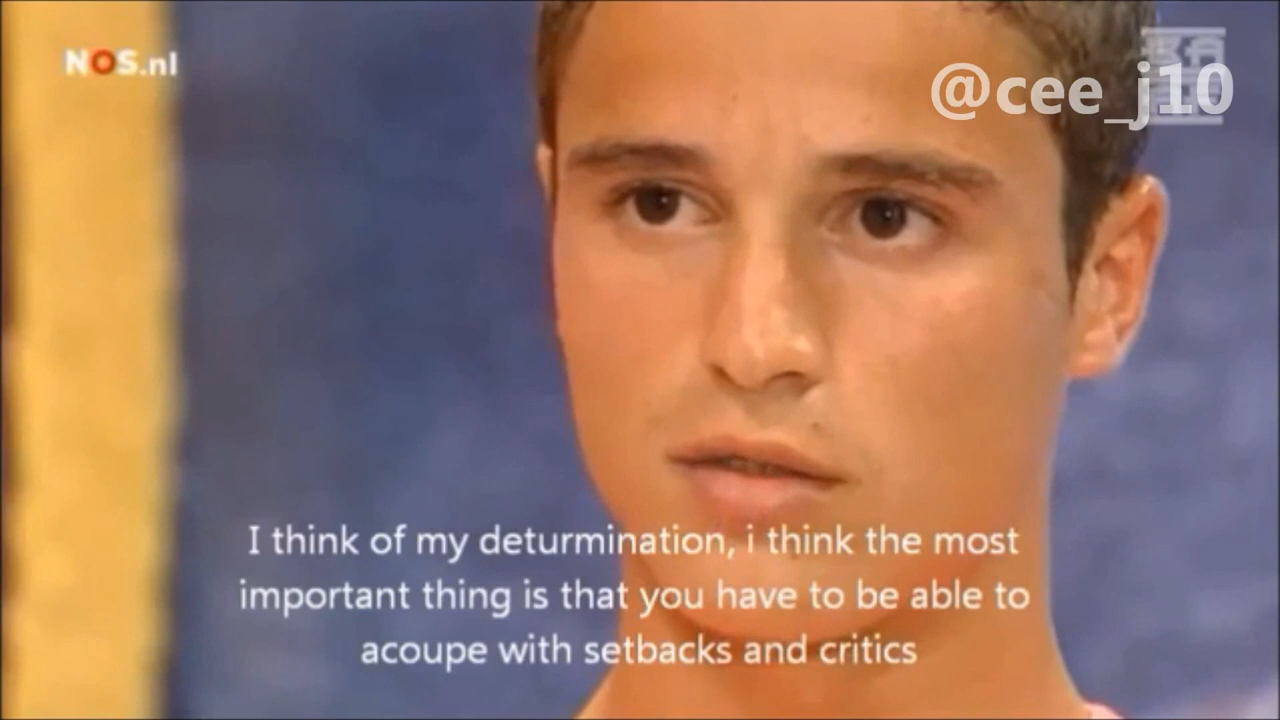 NOS.nl
@cee_j10
I think of my deturmination, i think the most
important thing is that you have to be able to
acoupe with setbacks and critics